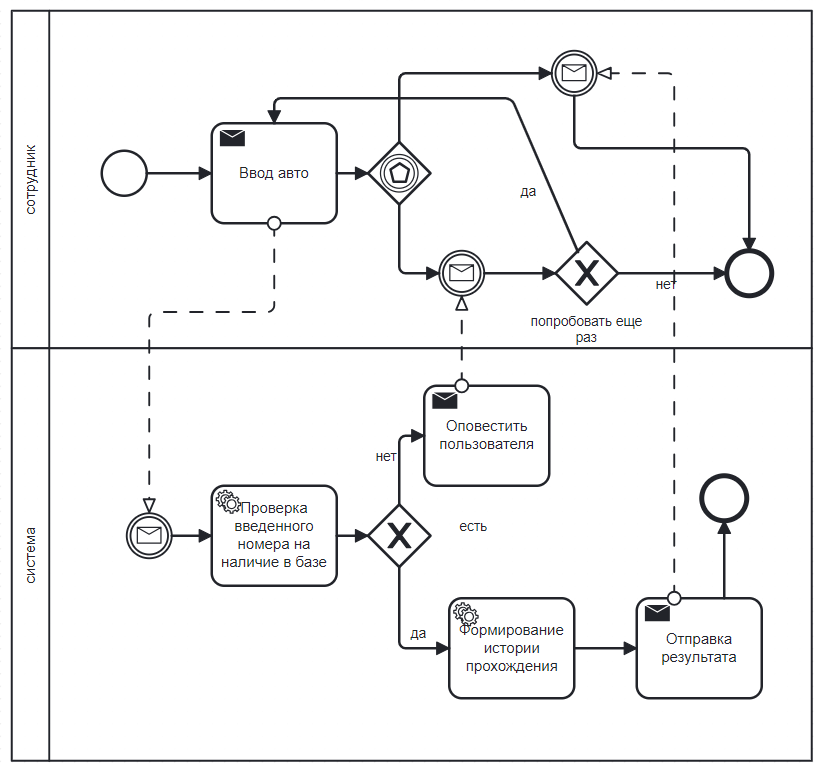 сотрудник
Ввод авто
да
нет
попробовать еще
раз
система
Оповестить
пользователя
нет
Проверка
введенного
номера на
наличие в базе
есть
да
Формирование
истории
прохождения
Отправка
результата